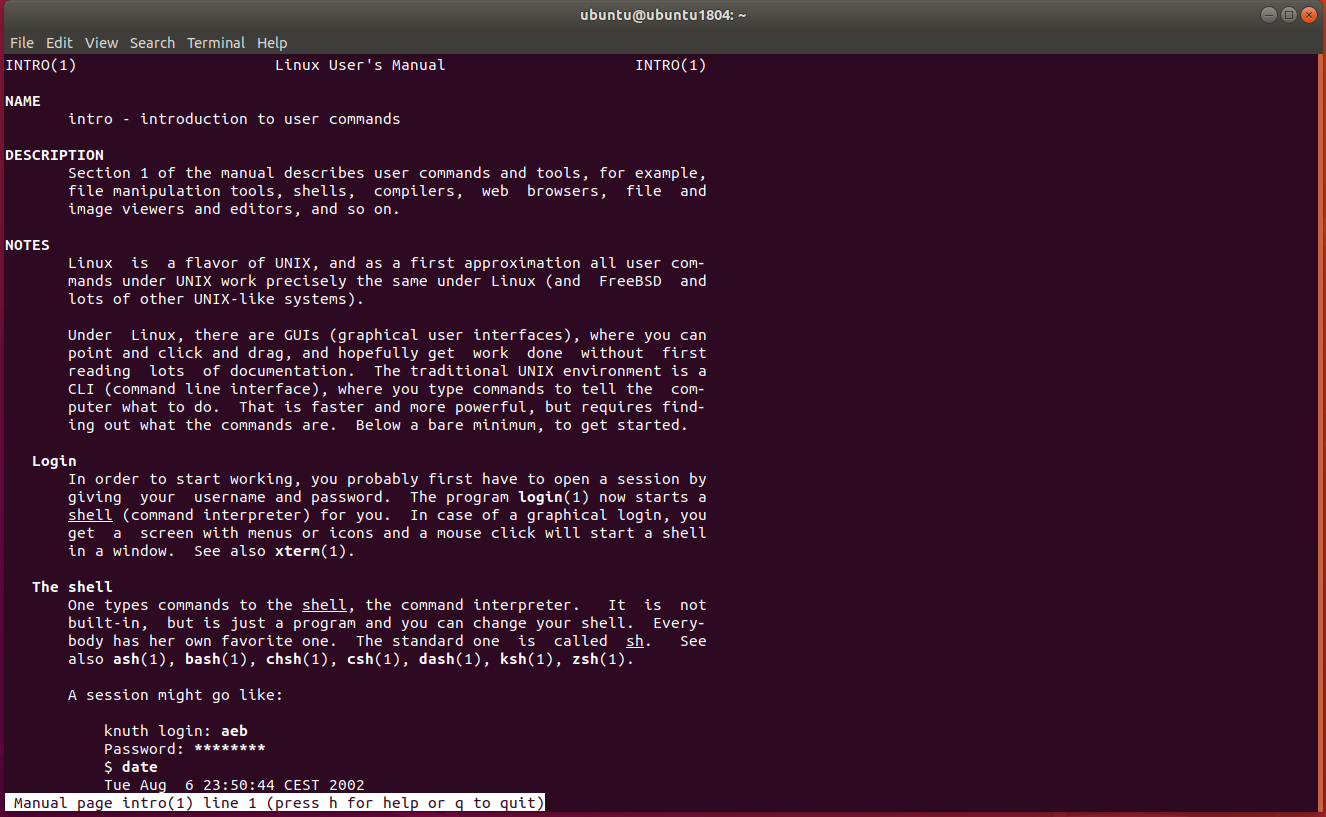 ubuntu@ubuntu1804: ~
File Edit View Search Terminal Help
INTRO(1)                      Linux User's Manual                     INTRO(1)
NAME
       intro - introduction to user commands
DESCRIPTION
       Section 1 of the manual describes user commands and tools, for example,
       file manipulation tools, shells,  compilers,  web  browsers,  file  and
       image viewers and editors, and so on.
NOTES
       Linux  is  a flavor of UNIX, and as a first approximation all user com-
       mands under UNIX work precisely the same under Linux (and  FreeBSD  and
       lots of other UNIX-like systems).
       Under  Linux, there are GUIs (graphical user interfaces), where you can
       point and click and drag, and hopefully get  work  done  without  first
       reading  lots  of documentation.  The traditional UNIX environment is a
       CLI (command line interface), where you type commands to tell the  com-
       puter what to do.  That is faster and more powerful, but requires find-
       ing out what the commands are.  Below a bare minimum, to get started.
   Login
       In order to start working, you probably first have to open a session by
       giving  your  username and password.  The program login(1) now starts a
       shell (command interpreter) for you.  In case of a graphical login, you
       get  a  screen with menus or icons and a mouse click will start a shell
       in a window.  See also xterm(1).
   The shell
       One types commands to the shell, the command interpreter.   It  is  not
       built-in,  but is just a program and you can change your shell.  Every-
       body has her own favorite one.  The standard one  is  called  sh.   See
       also ash(1), bash(1), chsh(1), csh(1), dash(1), ksh(1), zsh(1).
       A session might go like:
           knuth login: aeb
           Password: ********
           $ date
           Tue Aug  6 23:50:44 CEST 2002
 Manual page intro(1) line 1 (press h for help or q to quit)